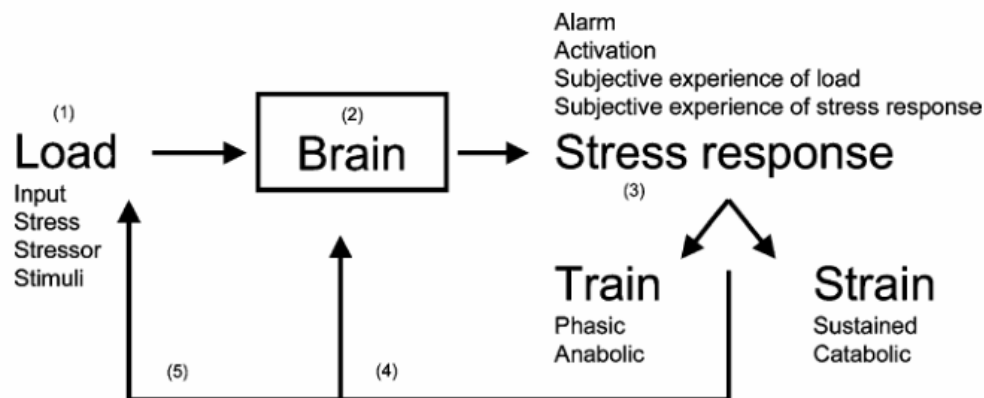 Alarm
Activation
Subjective experience of load
Subjective experience of stress response
(1)
Load
Input
Stress
Stressor
Stimuli
(2)
Brain
Stress response
(3)
Train
Phasic
Anabolic
Strain
Sustained
Catabolic
(5)
(4)